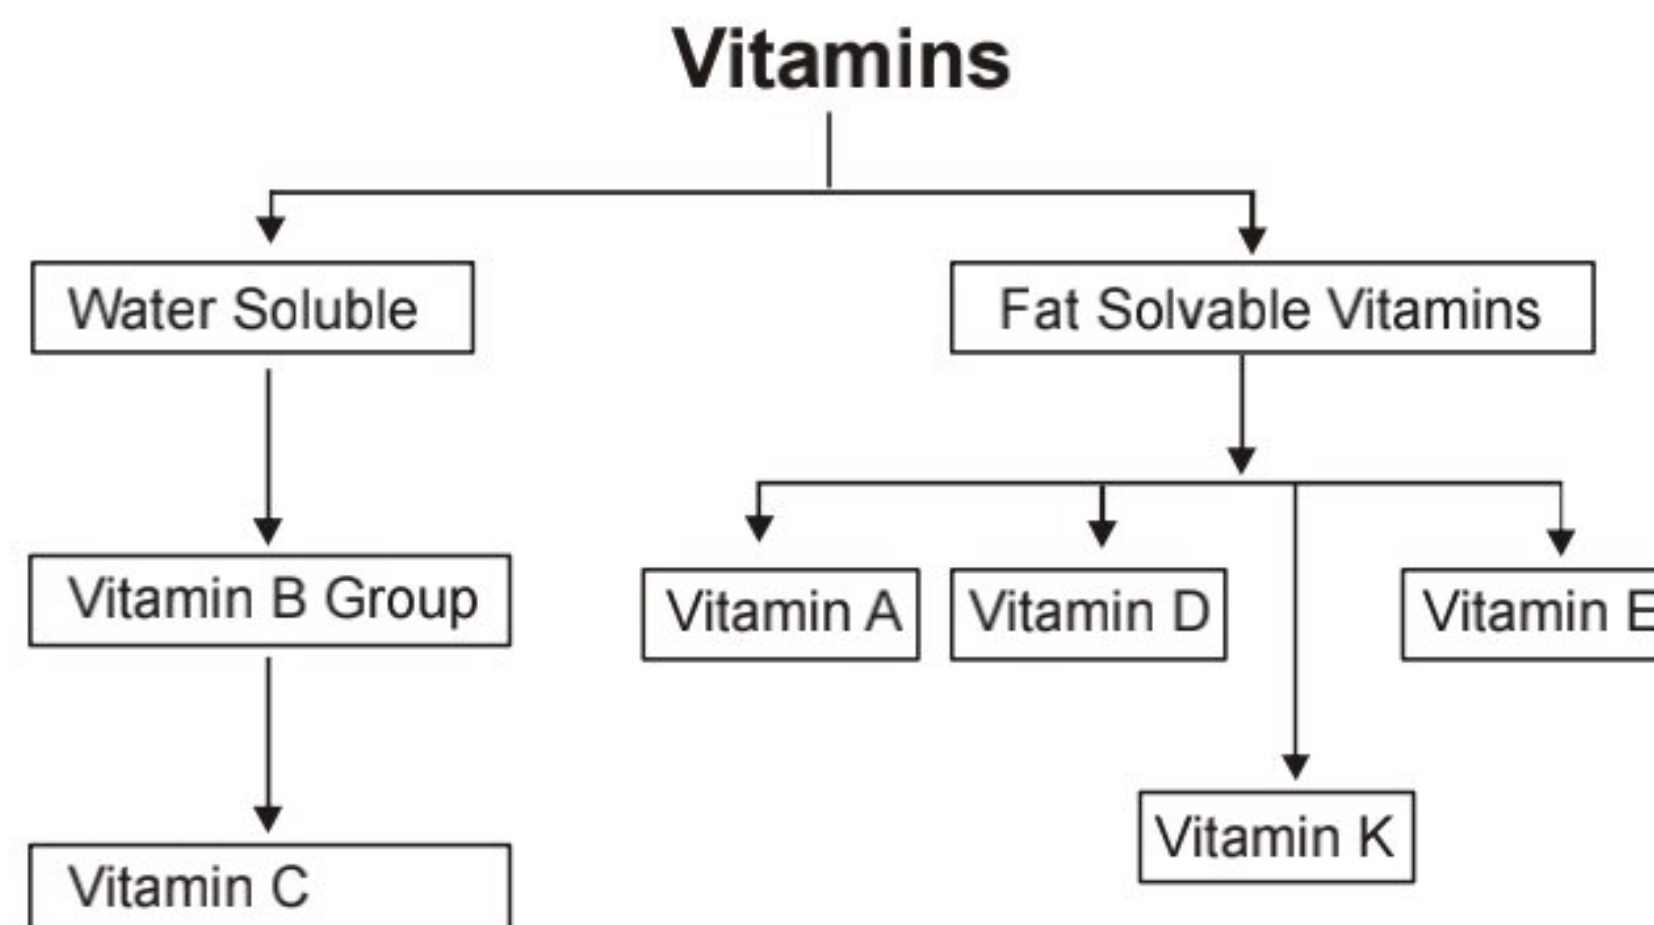 Vitamins
Water Soluble
Fat Solvable Vitamins
Vitamin B Group
Vitamin A
Vitamin D
Vitamin E
Vitamin K
Vitamin C